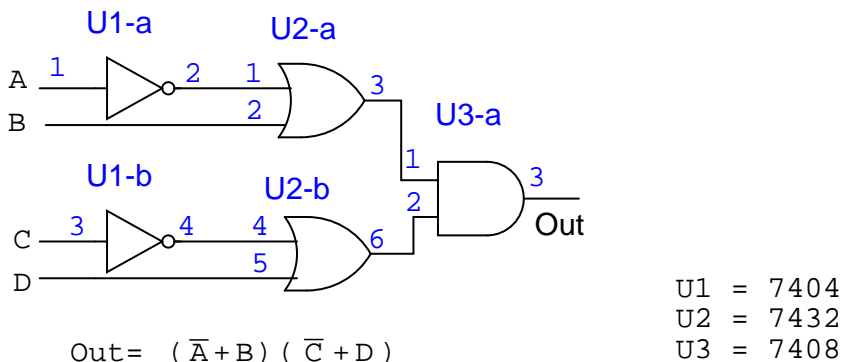 U1-a
U2-a
A 1 2 1 3
B 2
U3-a
1
3
U1-b
U2-b
2
Out
C 3 4 4 6
D 5
U1 = 7404
U2 = 7432
Out= (A̅+B)(C̅+D)
U3 = 7408